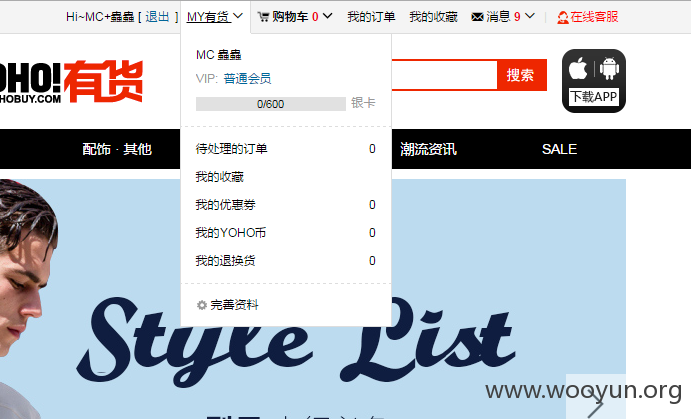 Hi~MC+蟲蟲 [ 退出 ] MY有货 购物车 0 我的订单 我的收藏 消息 9 在线客服
MC 蟲蟲
VIP: 普通会员
0/600 银卡
OHO!有货
HOBUY.COM
搜索
下载APP
配饰 · 其他 潮流资讯 SALE
待处理的订单 0
我的收藏
我的优惠券 0
我的YOHO币 0
我的退换货 0
完善资料
Style List
www.wooyun.org